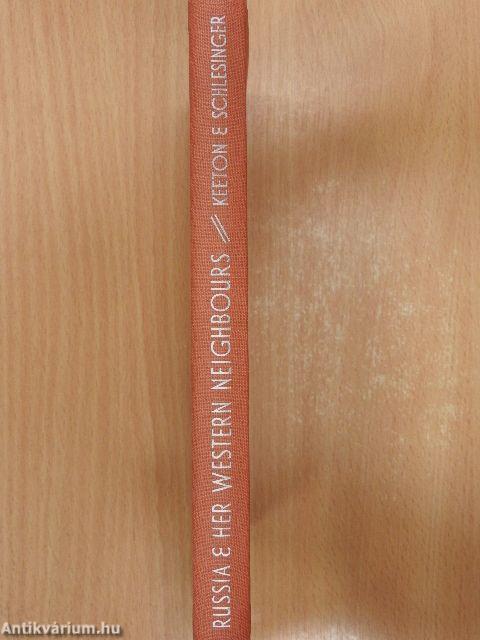 RUSSIA & HER WESTERN NEIGHBOURS // KEETON & SCHLESINGER
Antikvárium.hu